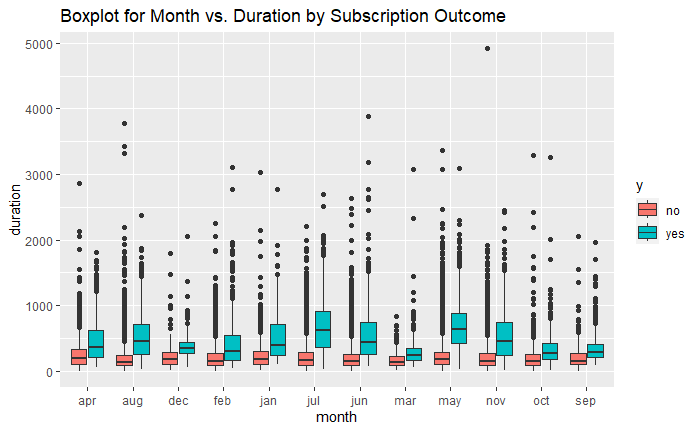 Boxplot for Month vs. Duration by Subscription Outcome
5000
4000
3000
2000
1000
0
duration
apr aug dec feb jan jul jun mar may nov oct sep
month
y
no
yes